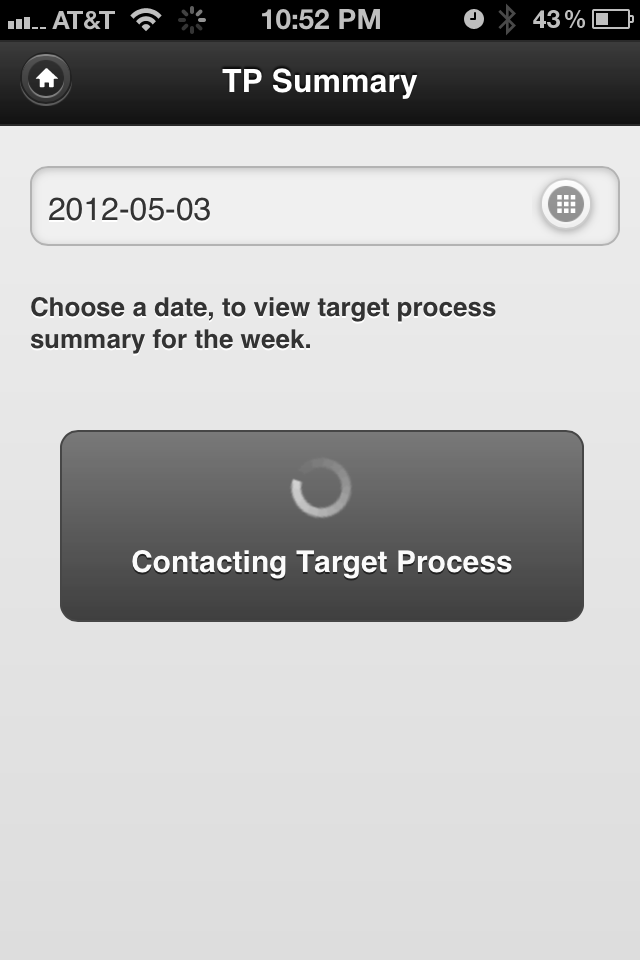 AT&T 10:52 PM 43%
TP Summary
2012-05-03
Choose a date, to view target process
summary for the week.
Contacting Target Process